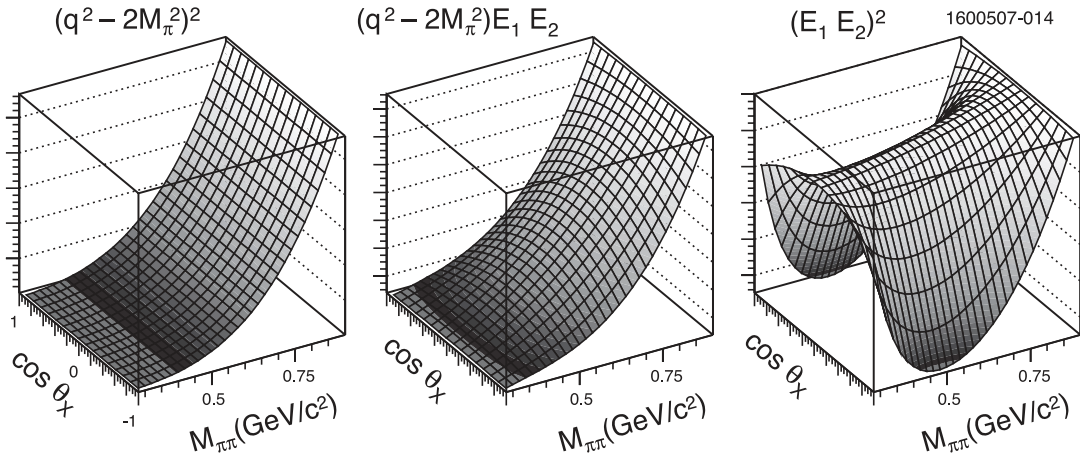 (q² – 2M_π²)²
(q² – 2M_π²)E₁ E₂
(E₁ E₂)²
1600507-014
1
0
-1
cos θ_X
0.5
0.75
M_ππ(GeV/c²)
cos θ_X
0.5
0.75
M_ππ(GeV/c²)
cos θ_X
0.5
0.75
M_ππ(GeV/c²)